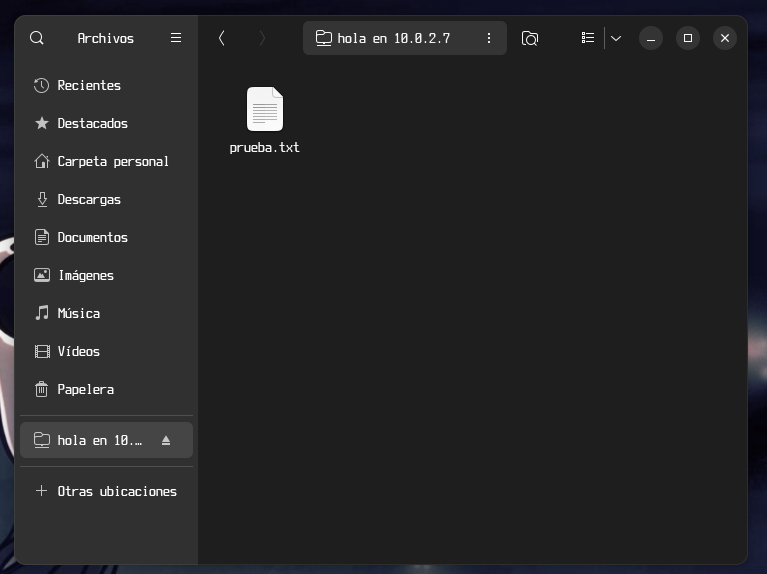 Archivos
hola en 10.0.2.7
Recientes
Destacados
Carpeta personal
Descargas
Documentos
Imágenes
Música
Vídeos
Papelera
hola en 10.…
Otras ubicaciones
prueba.txt